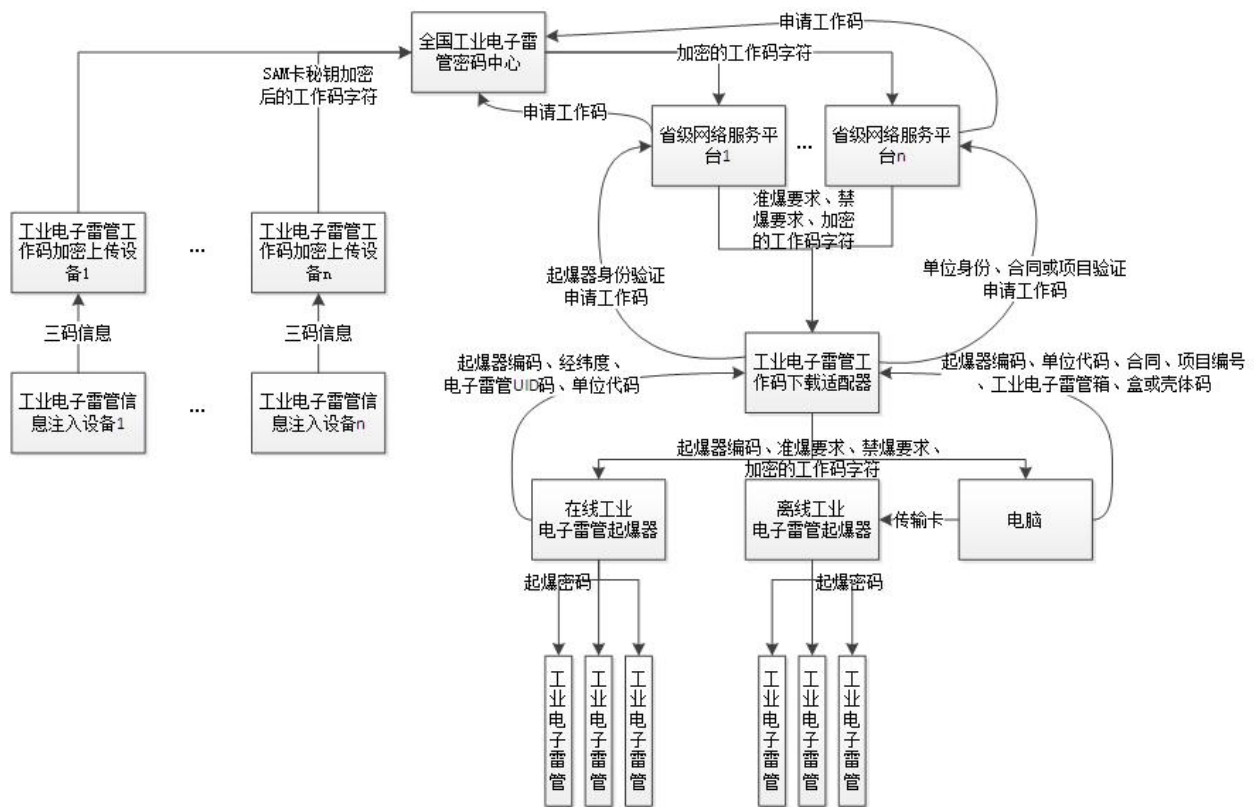 全国工业电子雷
管密码中心
申请工作码
加密的工作码字符
SAM卡秘钥加密
后的工作码字符
申请工作码
省级网络服务平
台1
...
省级网络服务平
台n
准爆要求、禁
爆要求、加密
的工作码字符
工业电子雷管工
作码加密上传设
备1
...
工业电子雷管工
作码加密上传设
备n
起爆器身份验证
申请工作码
单位身份、合同或项目验证
申请工作码
三码信息
三码信息
起爆器编码、经纬度、
电子雷管UID码、单位代码
工业电子雷管工
作码下载适配器
起爆器编码、单位代码、合同、项目编号
、工业电子雷管箱、盒或壳体码
工业电子雷管信
息注入设备1
...
工业电子雷管信
息注入设备n
起爆器编码、准爆要求、禁爆要求、
加密的工作码字符
在线工业
电子雷管起爆器
离线工业
电子雷管起爆器
传输卡
电脑
起爆密码
起爆密码
工业电子雷管
工业电子雷管
工业电子雷管
工业电子雷管
工业电子雷管
工业电子雷管